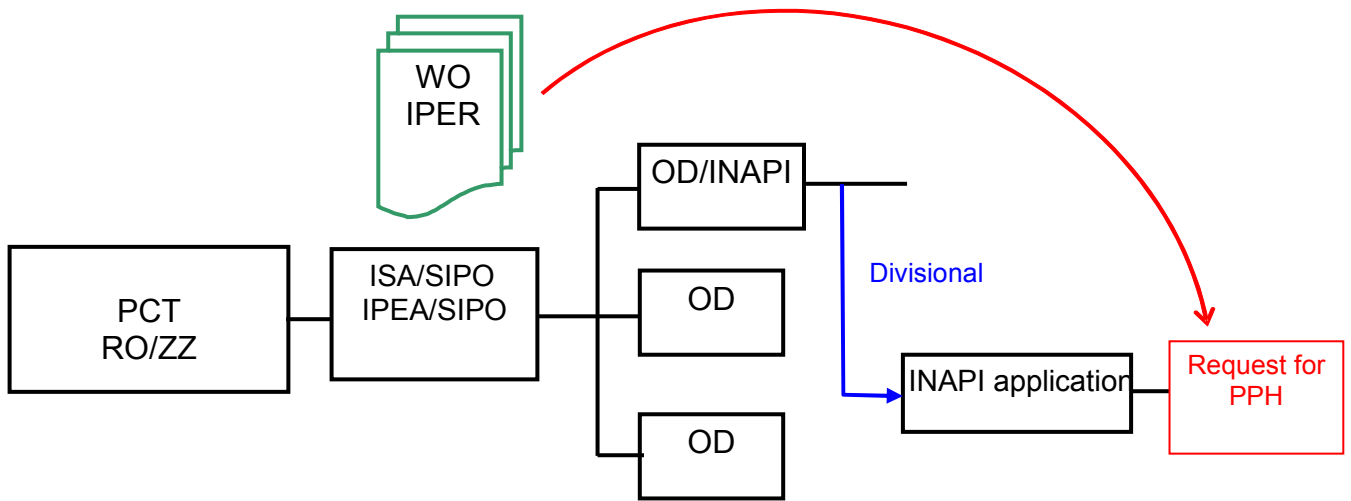 WO
IPER
OD/INAPI
PCT
RO/ZZ
ISA/SIPO
IPEA/SIPO
OD
Divisional
INAPI application
Request for
PPH
OD